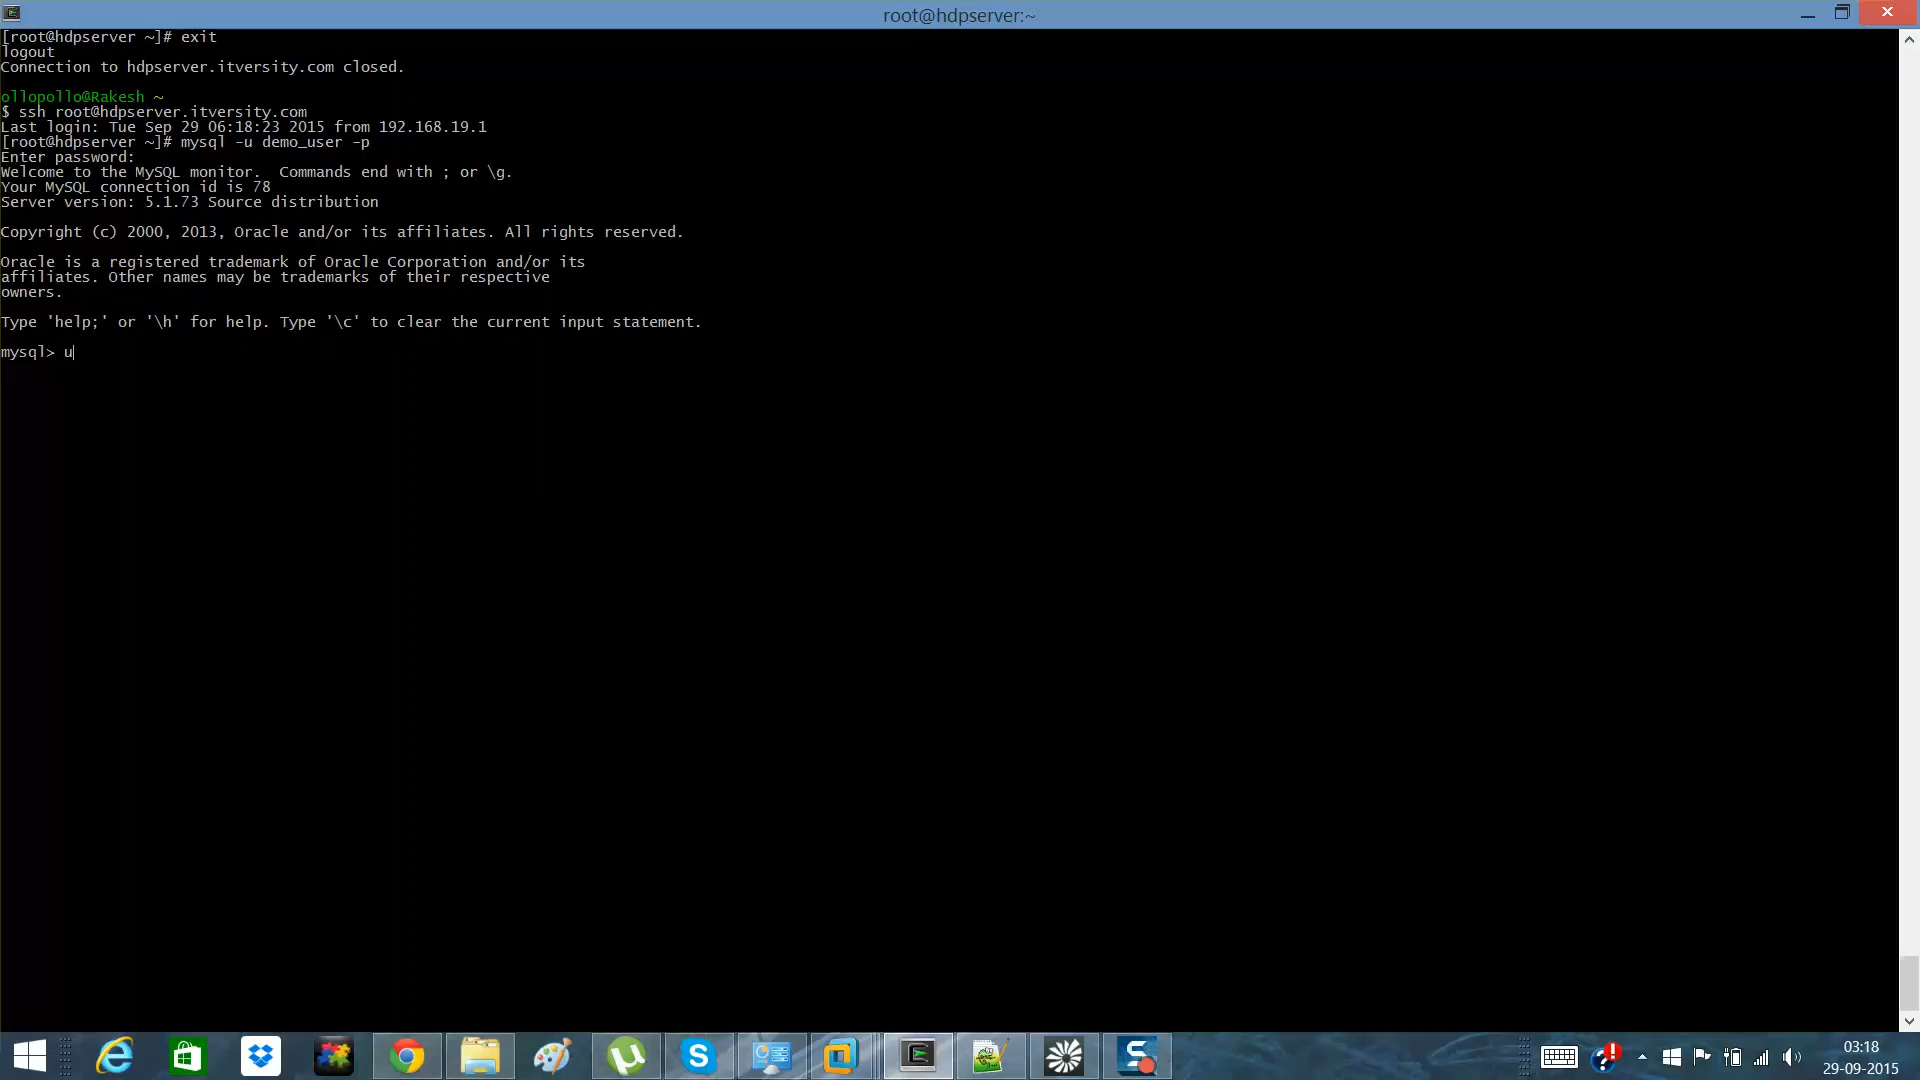 root@hdpserver:~
[root@hdpserver ~]# exit
logout
Connection to hdpserver.itversity.com closed.
ollopollo@Rakesh ~
$ ssh root@hdpserver.itversity.com
Last login: Tue Sep 29 06:18:23 2015 from 192.168.19.1
[root@hdpserver ~]# mysql -u demo_user -p
Enter password:
Welcome to the MySQL monitor.  Commands end with ; or \g.
Your MySQL connection id is 78
Server version: 5.1.73 Source distribution
Copyright (c) 2000, 2013, Oracle and/or its affiliates. All rights reserved.
Oracle is a registered trademark of Oracle Corporation and/or its
affiliates. Other names may be trademarks of their respective
owners.
Type 'help;' or '\h' for help. Type '\c' to clear the current input statement.
mysql> u
03:18
29-09-2015